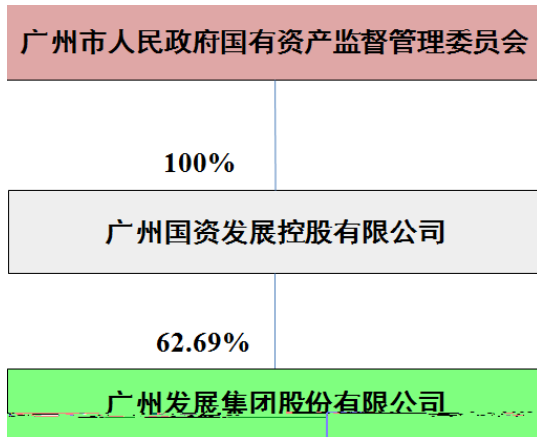 广州市人民政府国有资产监督管理委员会
100%
广州国资发展控股有限公司
62.69%
广州发展集团股份有限公司